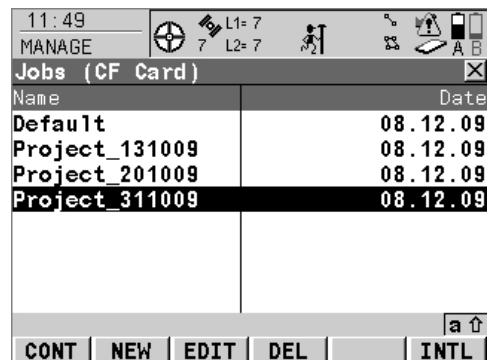 11:49
MANAGE
7
L1= 7
L2= 7
A B
Jobs (CF Card)
Name Date
Default 08.12.09
Project_131009 08.12.09
Project_201009 08.12.09
Project_311009 08.12.09
a
CONT NEW EDIT DEL INTL